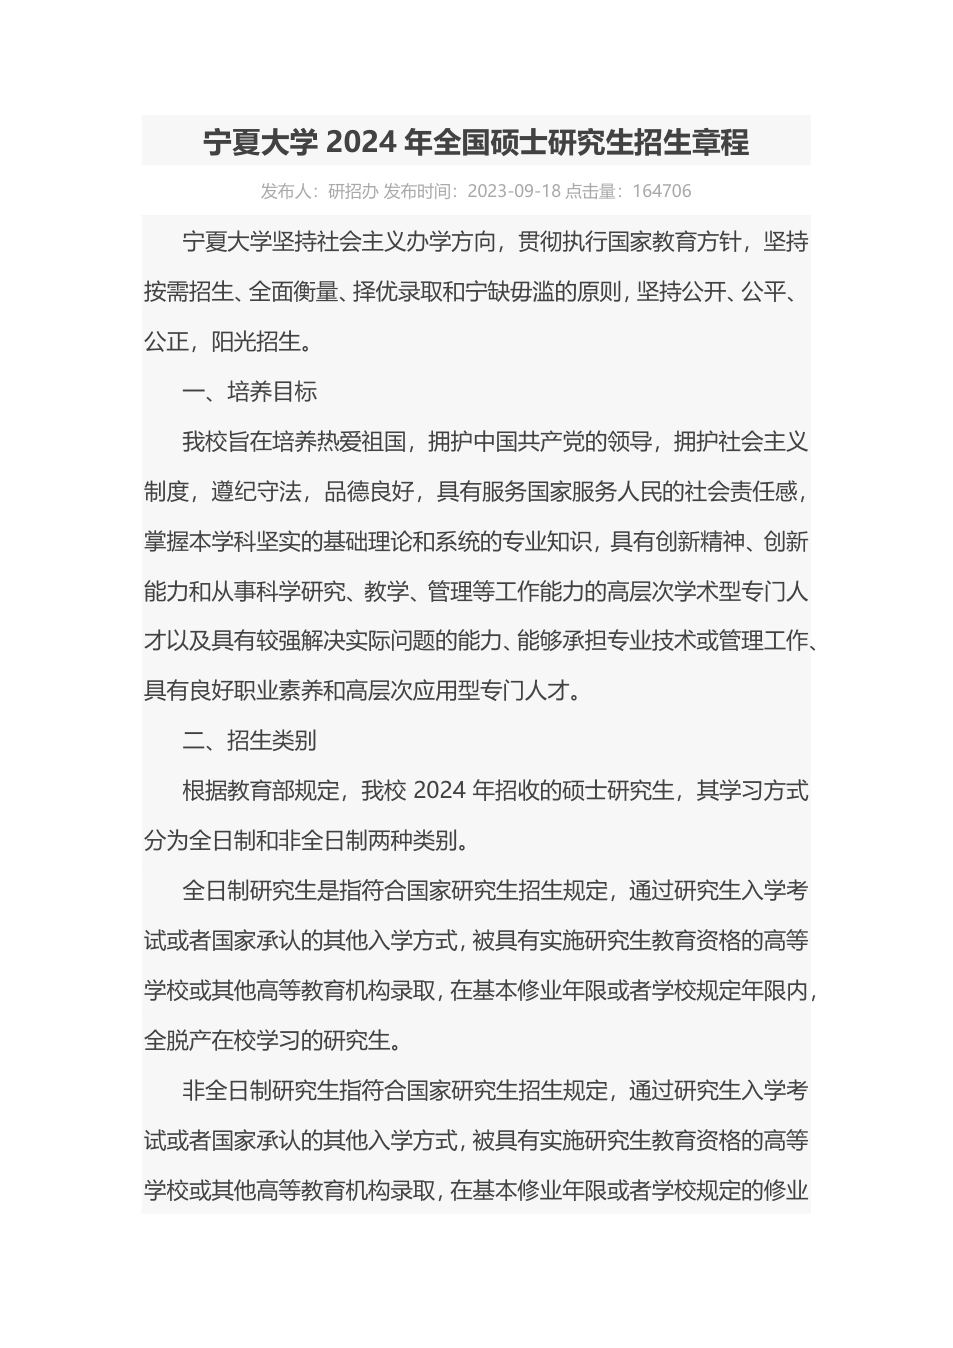 宁夏大学 2024 年全国硕士研究生招生章程
发布人：研招办 发布时间：2023-09-18 点击量：164706
宁夏大学坚持社会主义办学方向，贯彻执行国家教育方针，坚持
按需招生、全面衡量、择优录取和宁缺毋滥的原则，坚持公开、公平、
公正，阳光招生。
一、培养目标
我校旨在培养热爱祖国，拥护中国共产党的领导，拥护社会主义
制度，遵纪守法，品德良好，具有服务国家服务人民的社会责任感，
掌握本学科坚实的基础理论和系统的专业知识，具有创新精神、创新
能力和从事科学研究、教学、管理等工作能力的高层次学术型专门人
才以及具有较强解决实际问题的能力、能够承担专业技术或管理工作、
具有良好职业素养和高层次应用型专门人才。
二、招生类别
根据教育部规定，我校 2024 年招收的硕士研究生，其学习方式
分为全日制和非全日制两种类别。
全日制研究生是指符合国家研究生招生规定，通过研究生入学考
试或者国家承认的其他入学方式，被具有实施研究生教育资格的高等
学校或其他高等教育机构录取，在基本修业年限或者学校规定年限内，
全脱产在校学习的研究生。
非全日制研究生指符合国家研究生招生规定，通过研究生入学考
试或者国家承认的其他入学方式，被具有实施研究生教育资格的高等
学校或其他高等教育机构录取，在基本修业年限或者学校规定的修业